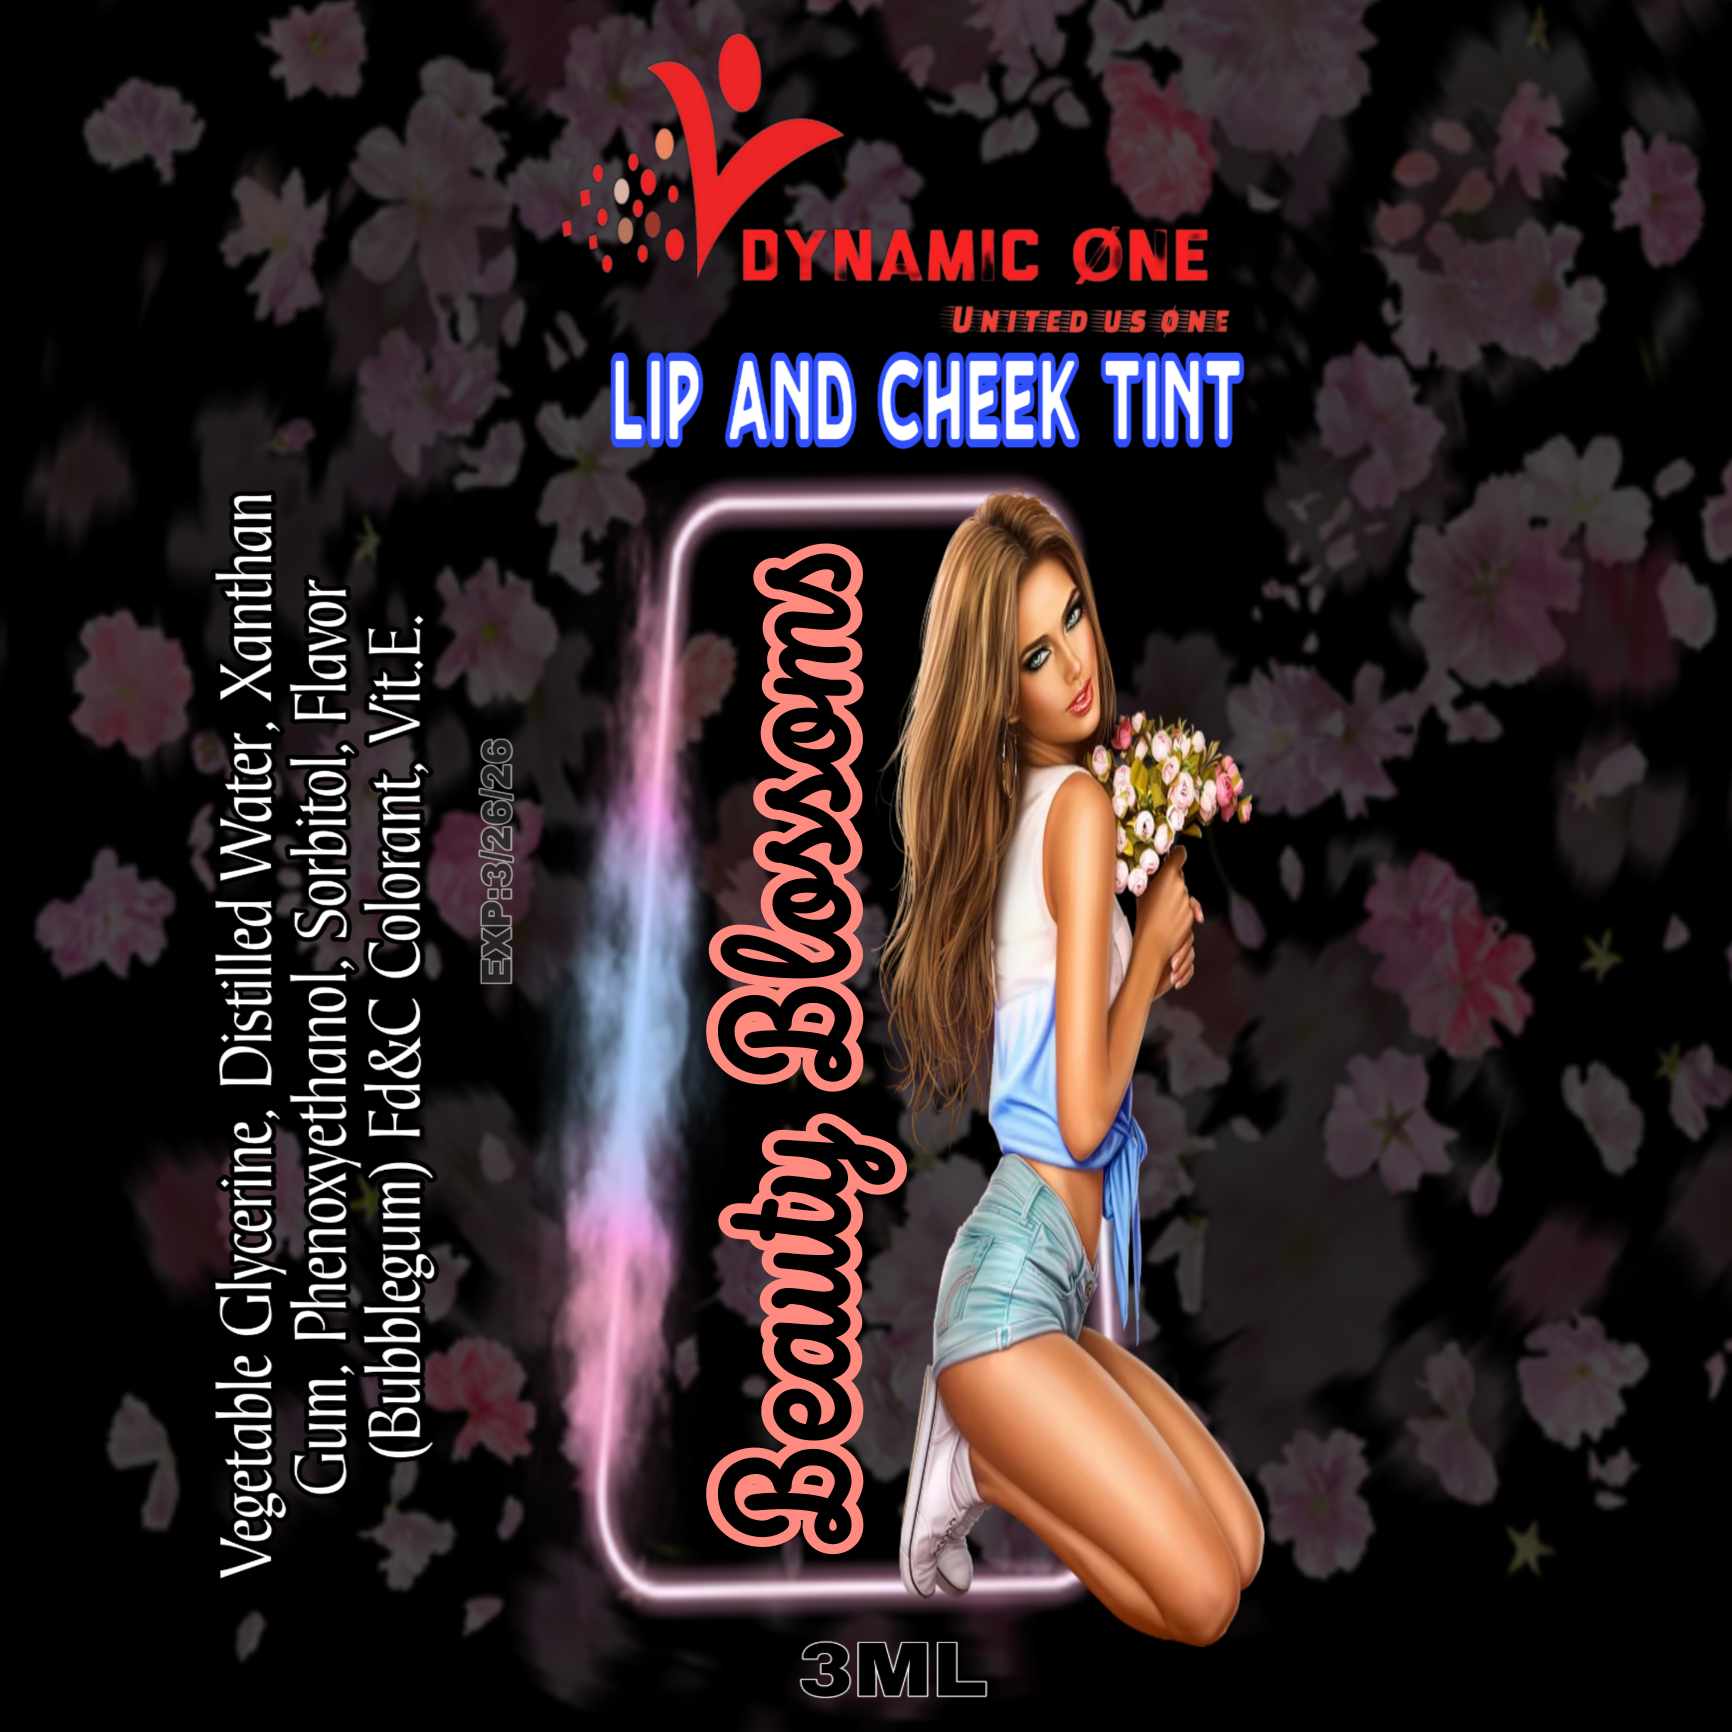 DYNAMIC ØNE
UNITED US ØNE
LIP AND CHEEK TINT
Beauty Blossoms
Vegetable Glycerine, Distilled Water, Xanthan
Gum, Phenoxyethanol, Sorbitol, Flavor
(Bubblegum) Fd&C Colorant, Vit.E.
EXP:3/26/26
3ML